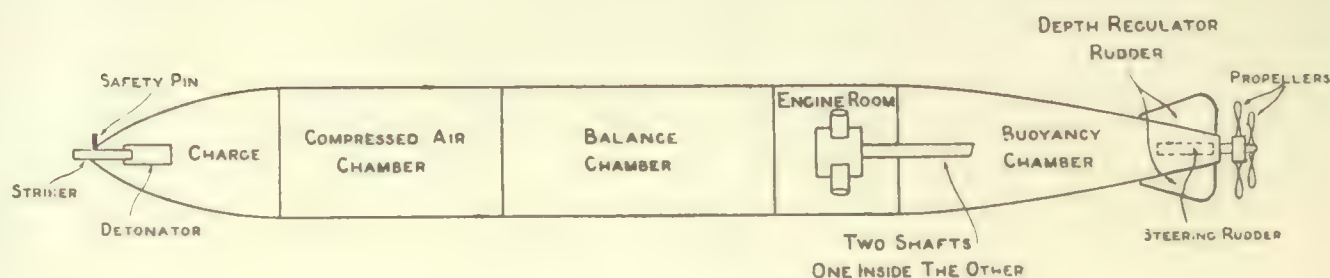 SAFETY PIN
STRIKER
DETONATOR
CHARGE
COMPRESSED AIR
CHAMBER
BALANCE
CHAMBER
ENGINE ROOM
TWO SHAFTS
ONE INSIDE THE OTHER
BUOYANCY
CHAMBER
DEPTH REGULATOR
RUDDER
PROPELLERS
STEERING RUDDER